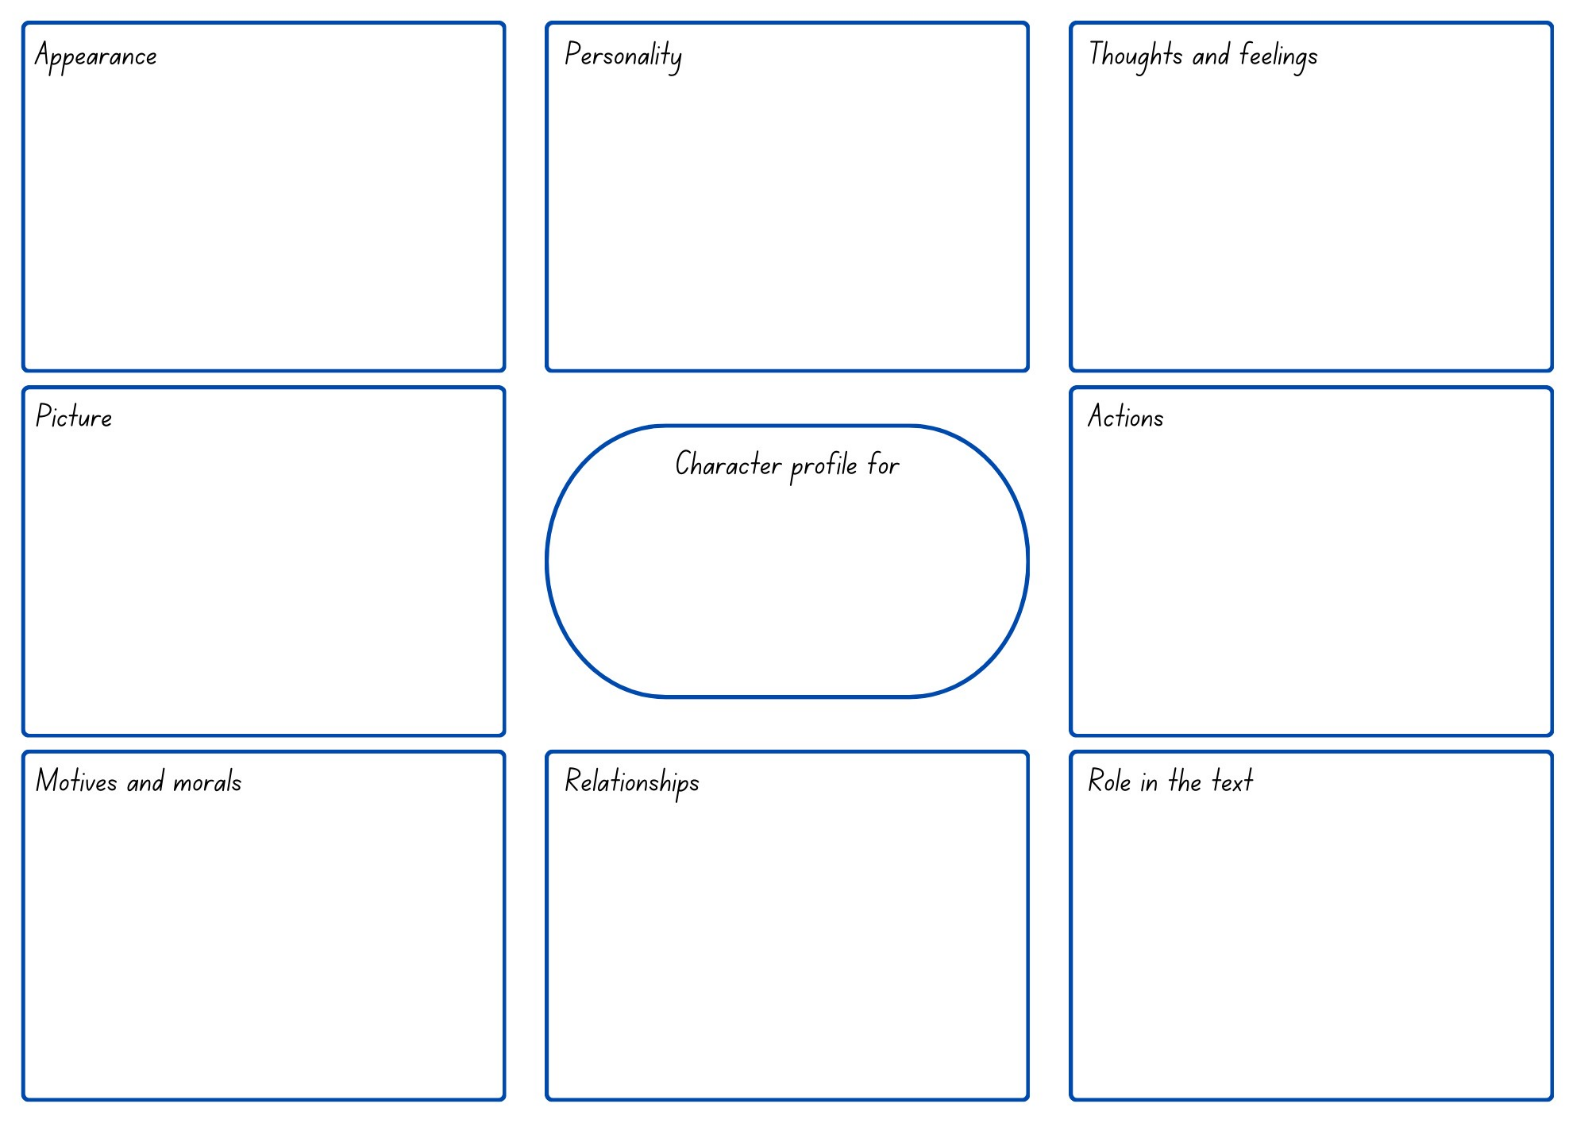 Appearance
Personality
Thoughts and feelings
Picture
Character profile for
Actions
Motives and morals
Relationships
Role in the text